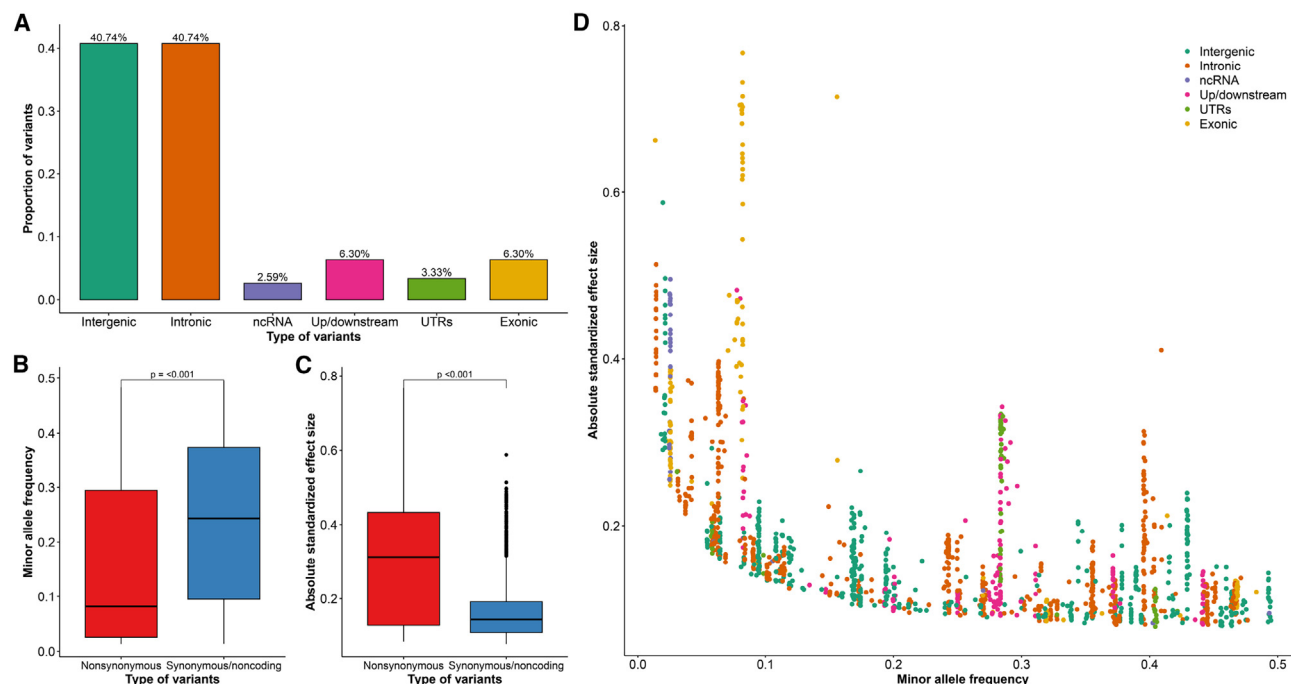 A
Proportion of variants
0.4
0.3
0.2
0.1
0.0
40.74%
40.74%
2.59%
6.30%
3.33%
6.30%
Intergenic
Intronic
ncRNA
Up/downstream
UTRs
Exonic
Type of variants
B
Minor allele frequency
0.5
0.4
0.3
0.2
0.1
0.0
p = <0.001
Nonsynonymous
Synonymous/noncoding
Type of variants
C
Absolute standardized effect size
0.8
0.6
0.4
0.2
p <0.001
Nonsynonymous
Synonymous/noncoding
Type of variants
D
Absolute standardized effect size
0.8
0.6
0.4
0.2
Intergenic
Intronic
ncRNA
Up/downstream
UTRs
Exonic
0.0
0.1
0.2
0.3
0.4
0.5
Minor allele frequency